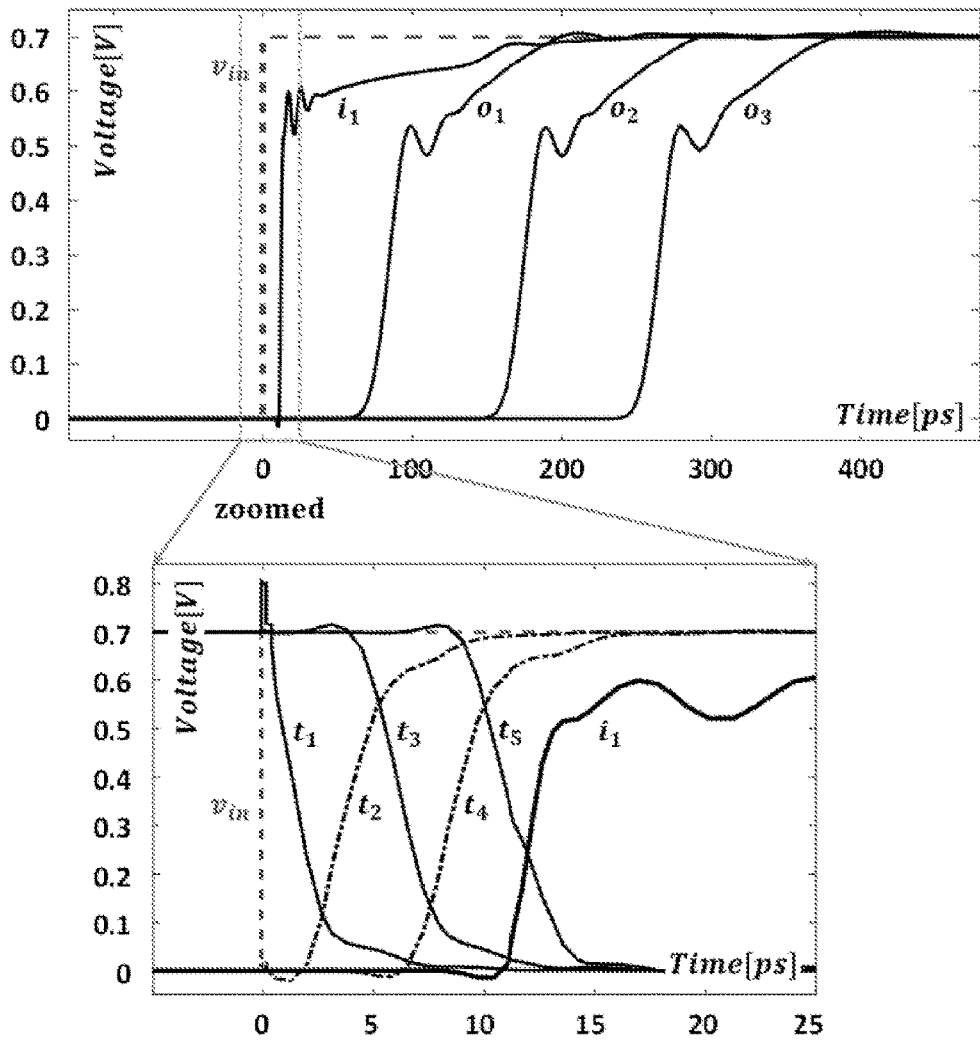 0.7
0.6
0.5
0.4
0.3
0.2
0.1
0
Voltage[V]
v_in
i_1
o_1
o_2
o_3
Time[ps]
0 100 200 300 400
zoomed
0.8
0.7
0.6
0.5
0.4
0.3
0.2
0.1
0
Voltage[V]
v_in
t_1
t_2
t_3
t_4
t_5
i_1
Time[ps]
0 5 10 15 20 25